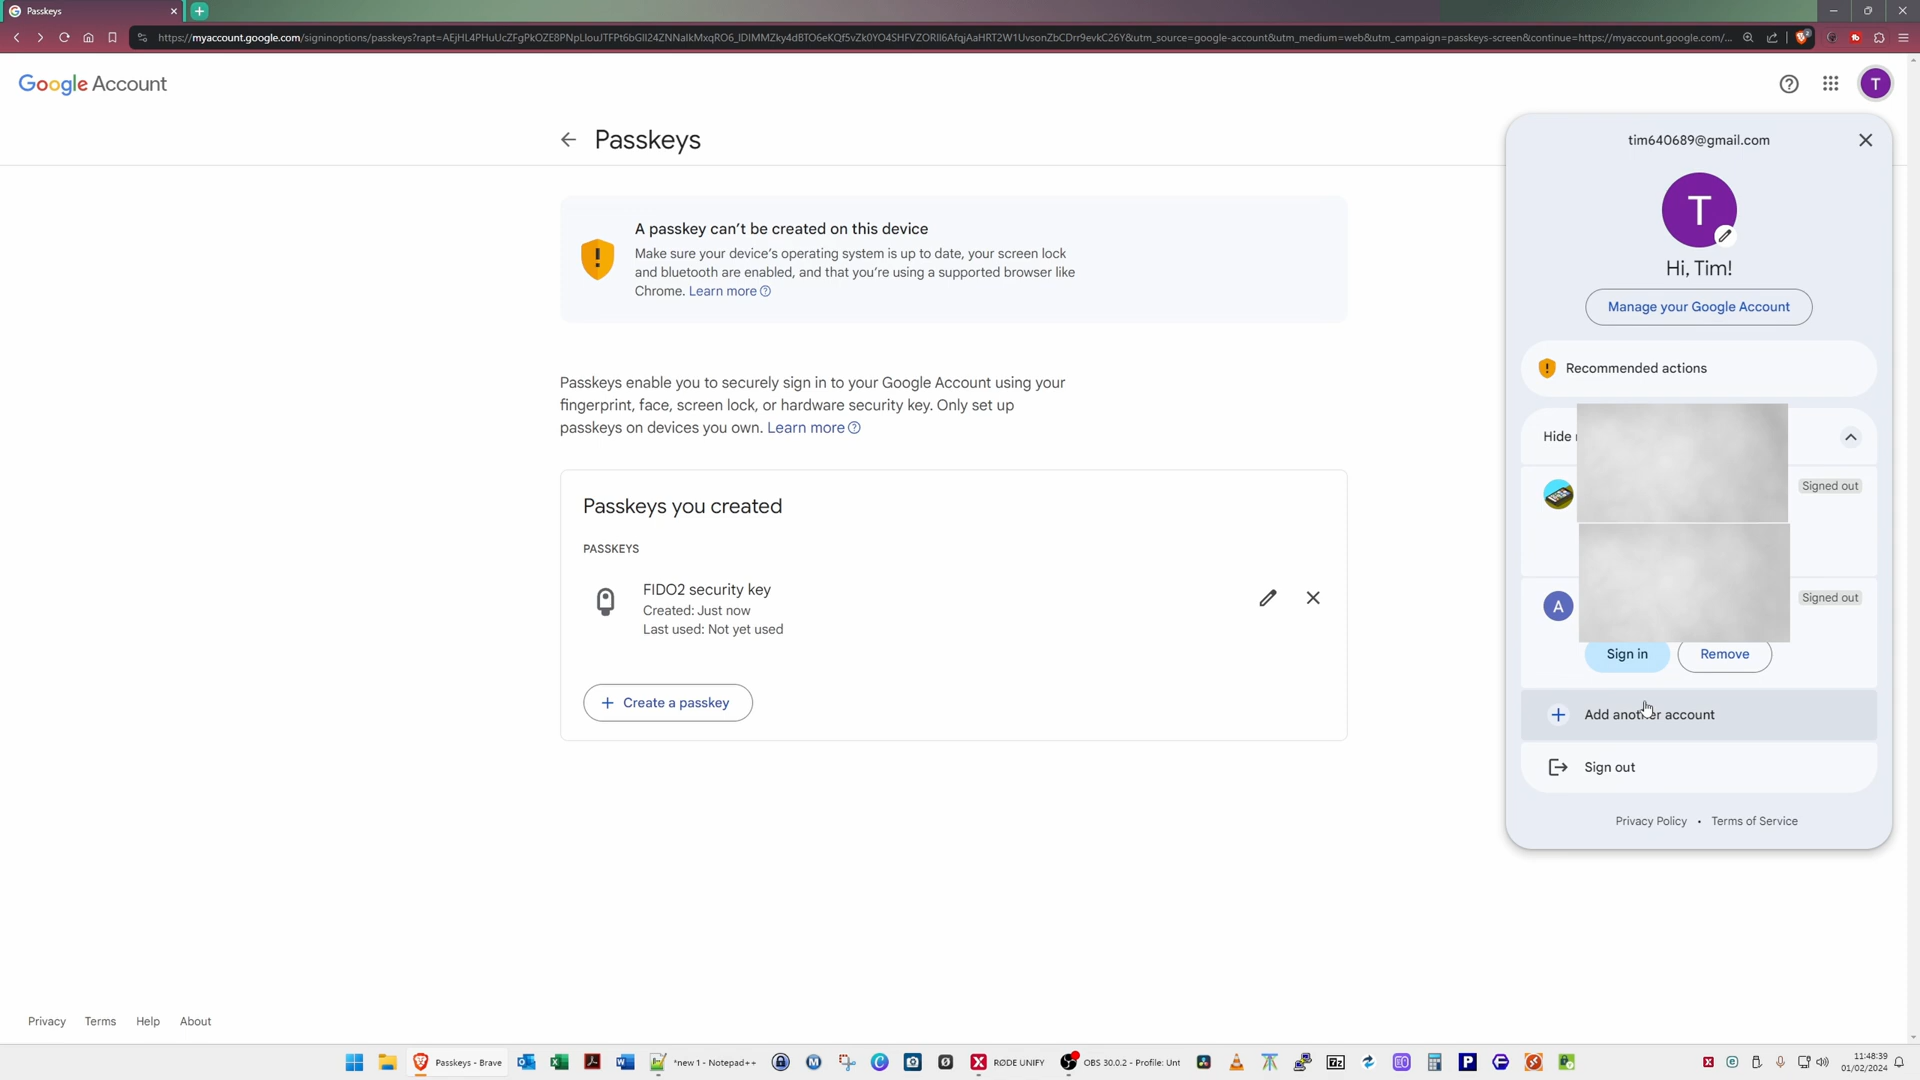 Passkeys
Google Account
T
Passkeys
A passkey can't be created on this device
Make sure your device's operating system is up to date, your screen lock
and bluetooth are enabled, and that you're using a supported browser like
Chrome. Learn more
Passkeys enable you to securely sign in to your Google Account using your
fingerprint, face, screen lock, or hardware security key. Only set up
passkeys on devices you own. Learn more
Passkeys you created
PASSKEYS
FIDO2 security key
Created: Just now
Last used: Not yet used
+ Create a passkey
tim640689@gmail.com
T
Hi, Tim!
Manage your Google Account
Recommended actions
Hide
Signed out
A
Signed out
Sign in
Remove
+ Add another account
Sign out
Privacy Policy • Terms of Service
Privacy
Terms
Help
About
Passkeys - Brave
*new 1 - Notepad++
RØDE UNIFY
OBS 30.0.2 - Profile: Unt
11:48:39
01/02/2024